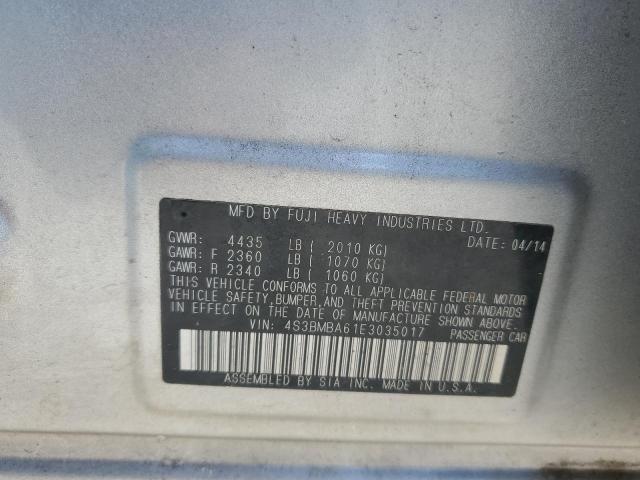 MFD BY FUJI HEAVY INDUSTRIES LTD.
DATE: 04/14
GVWR: 4435 LB ( 2010 KG)
GAWR: F 2360 LB ( 1070 KG)
GAWR: R 2340 LB ( 1060 KG)
THIS VEHICLE CONFORMS TO ALL APPLICABLE FEDERAL MOTOR
VEHICLE SAFETY, BUMPER, AND THEFT PREVENTION STANDARDS
IN EFFECT ON THE DATE OF MANUFACTURE SHOWN ABOVE.
VIN: 4S3BMBA61E3035017 PASSENGER CAR
ASSEMBLED BY SIA INC. MADE IN U.S.A.